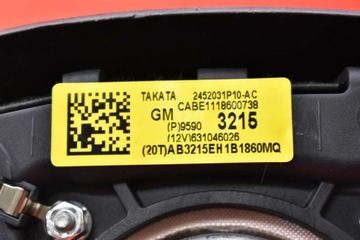 TAKATA 2452031P10-AC
CABE1118600738
GM
(P)9590 3215
(12V)631046026
(20T)AB3215EH1B1860MQ